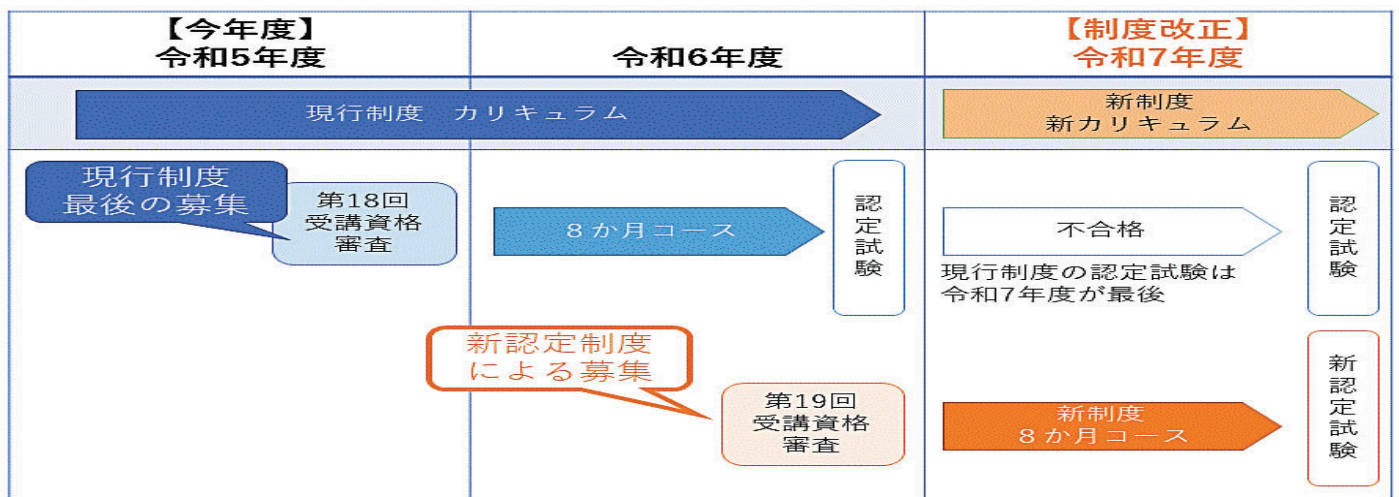 【今年度】
令和5年度
令和6年度
【制度改正】
令和7年度
現行制度 カリキュラム
新制度
新カリキュラム
現行制度
最後の募集
第18回
受講資格
審査
8か月コース
認定試験
不合格
現行制度の認定試験は
令和7年度が最後
認定試験
新認定制度
による募集
第19回
受講資格
審査
新制度
8か月コース
新認定試験